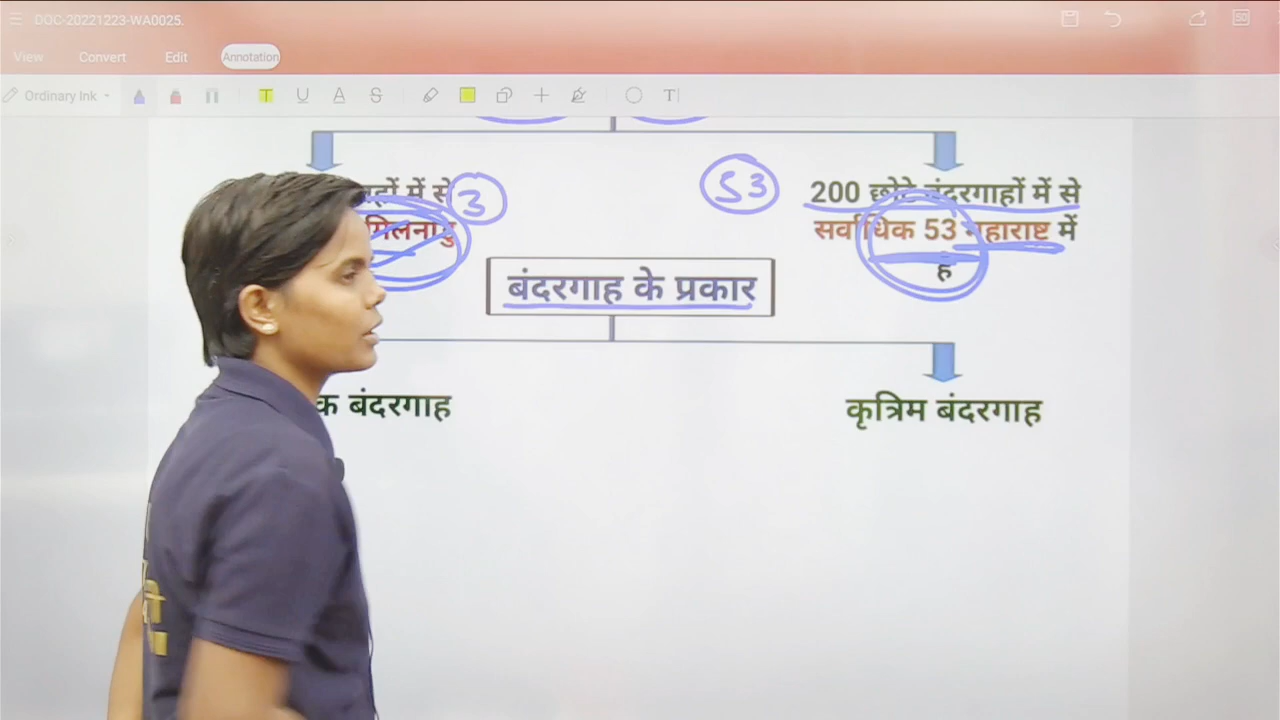 DOC-20221223-WA0025.
View Convert Edit Annotation
Ordinary Ink
में से 3
53
200 छोटे बंदरगाहों में से
सर्वाधिक 53 महाराष्ट में
है
बंदरगाह के प्रकार
बंदरगाह
कृत्रिम बंदरगाह